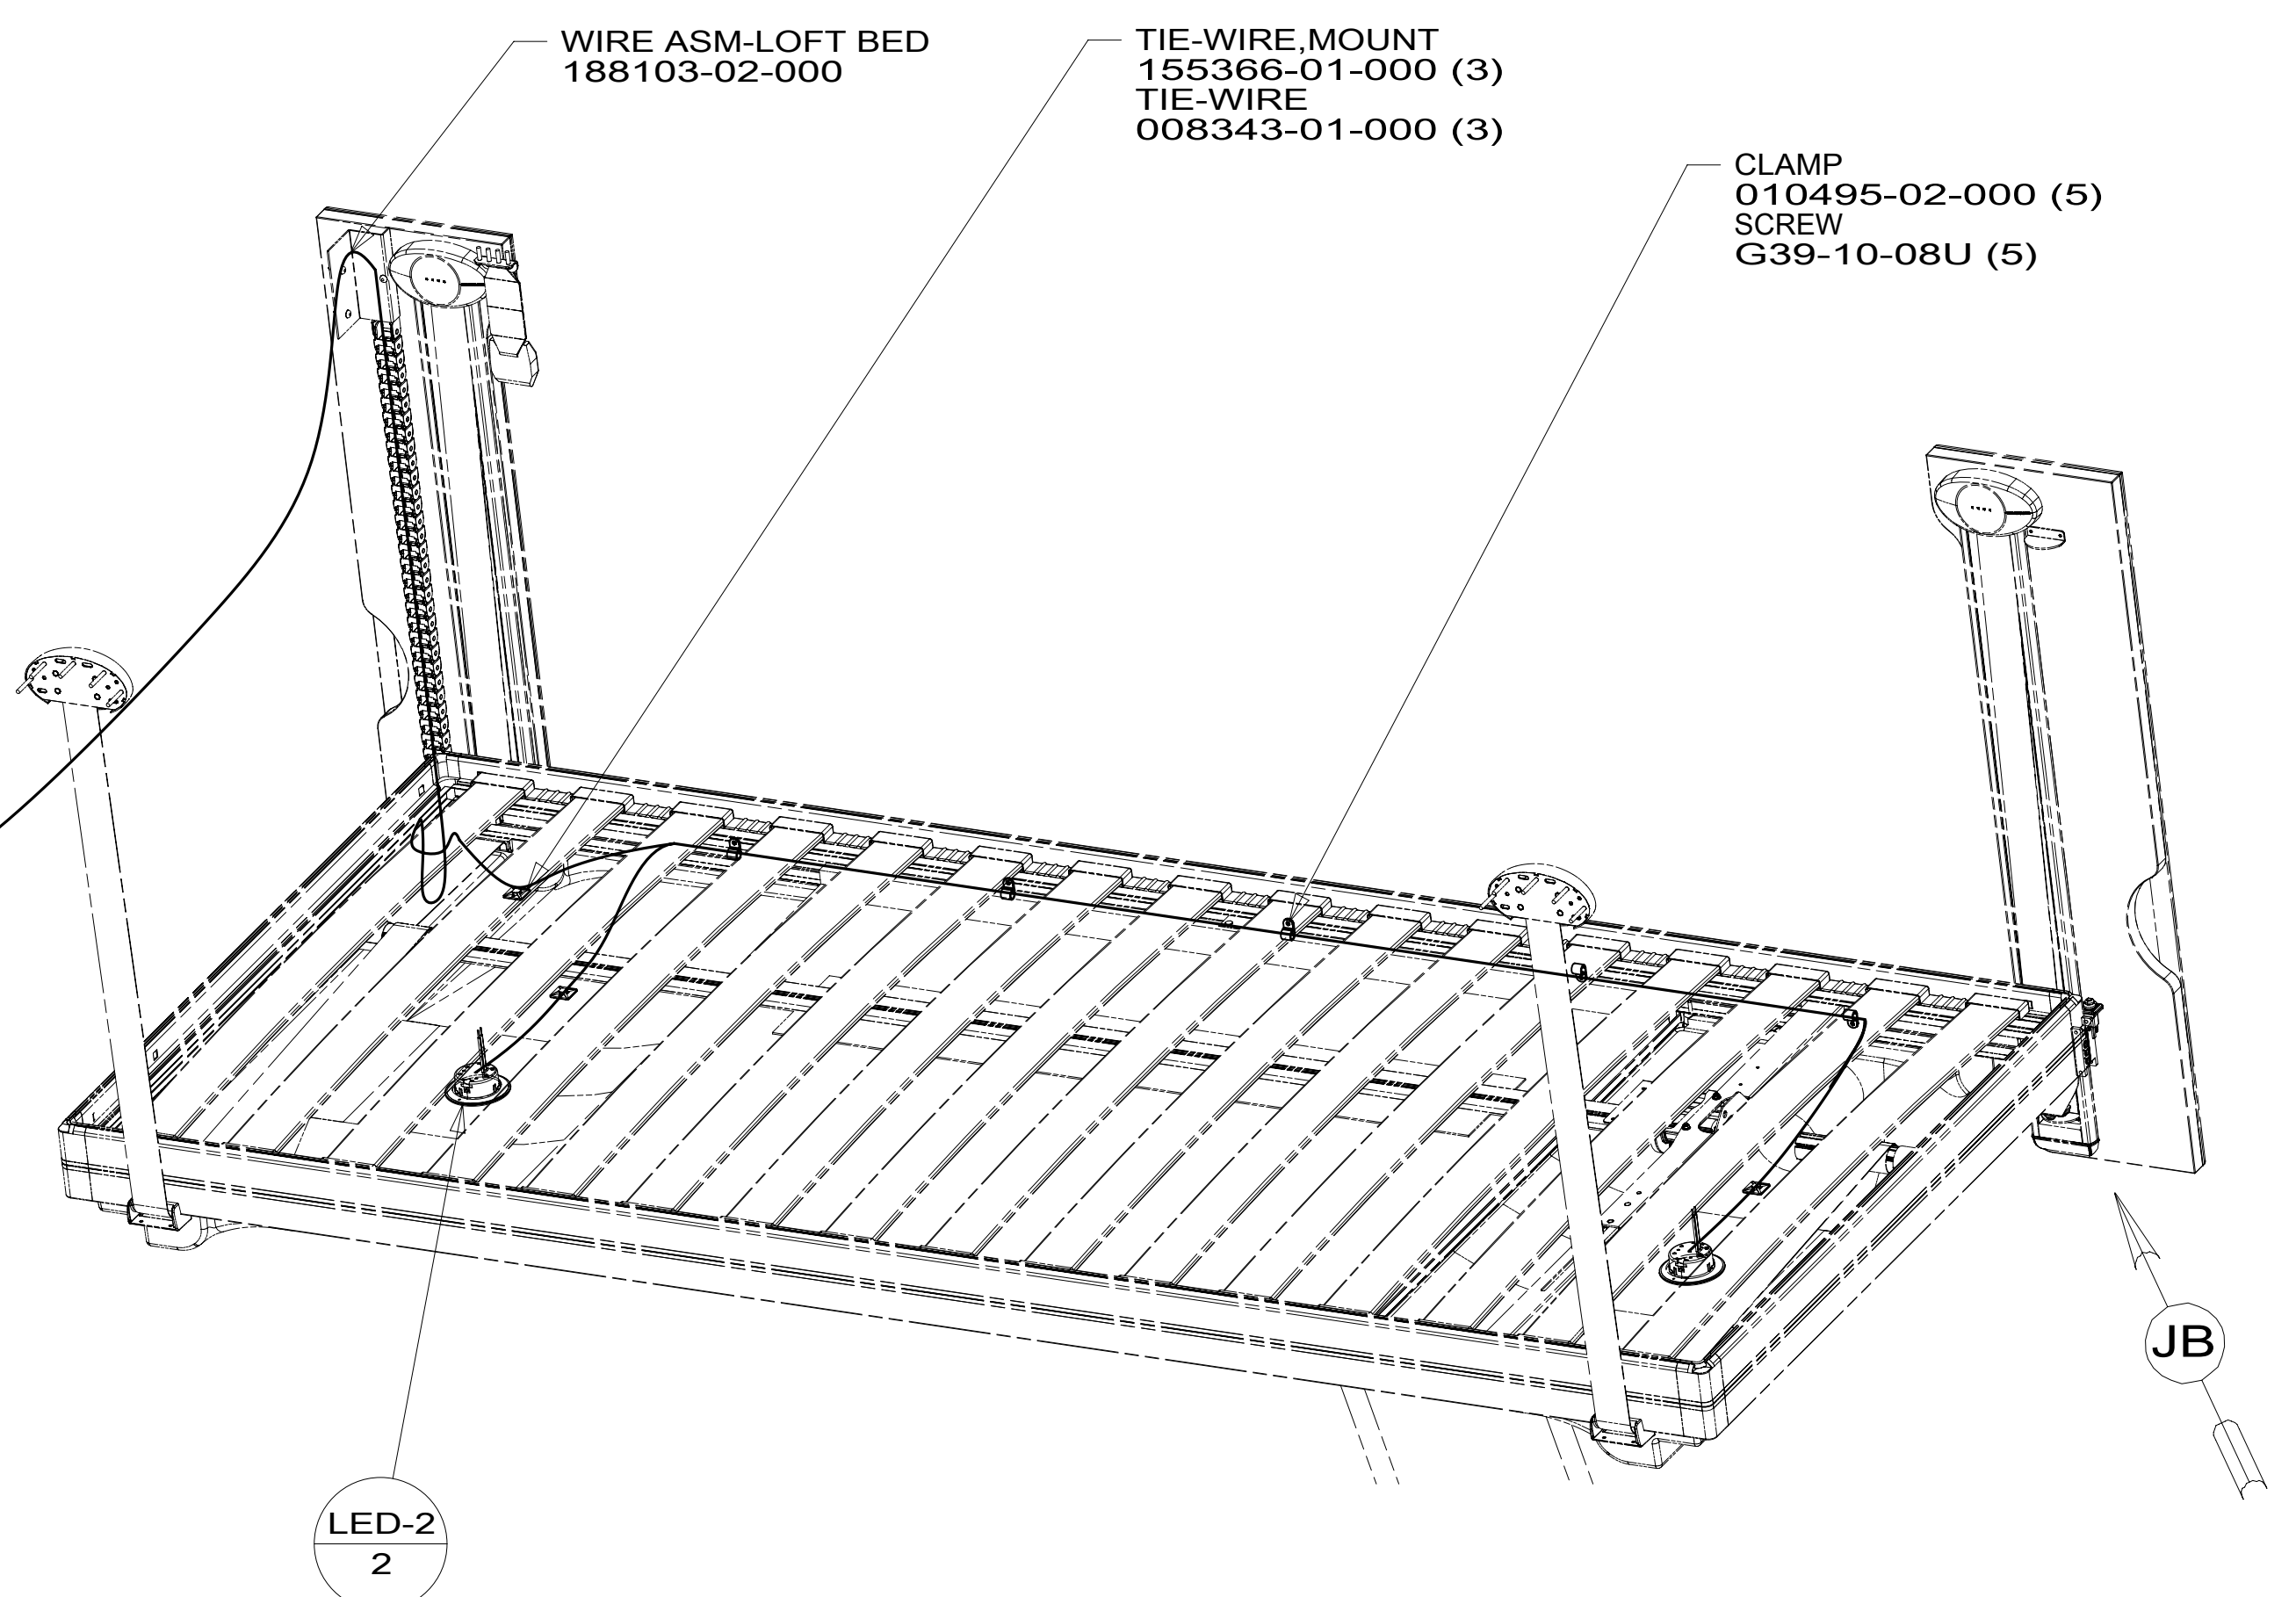 WIRE ASM-LOFT BED
188103-02-000
TIE-WIRE,MOUNT
155366-01-000 (3)
TIE-WIRE
008343-01-000 (3)
CLAMP
010495-02-000 (5)
SCREW
G39-10-08U (5)
JB
LED-2
2